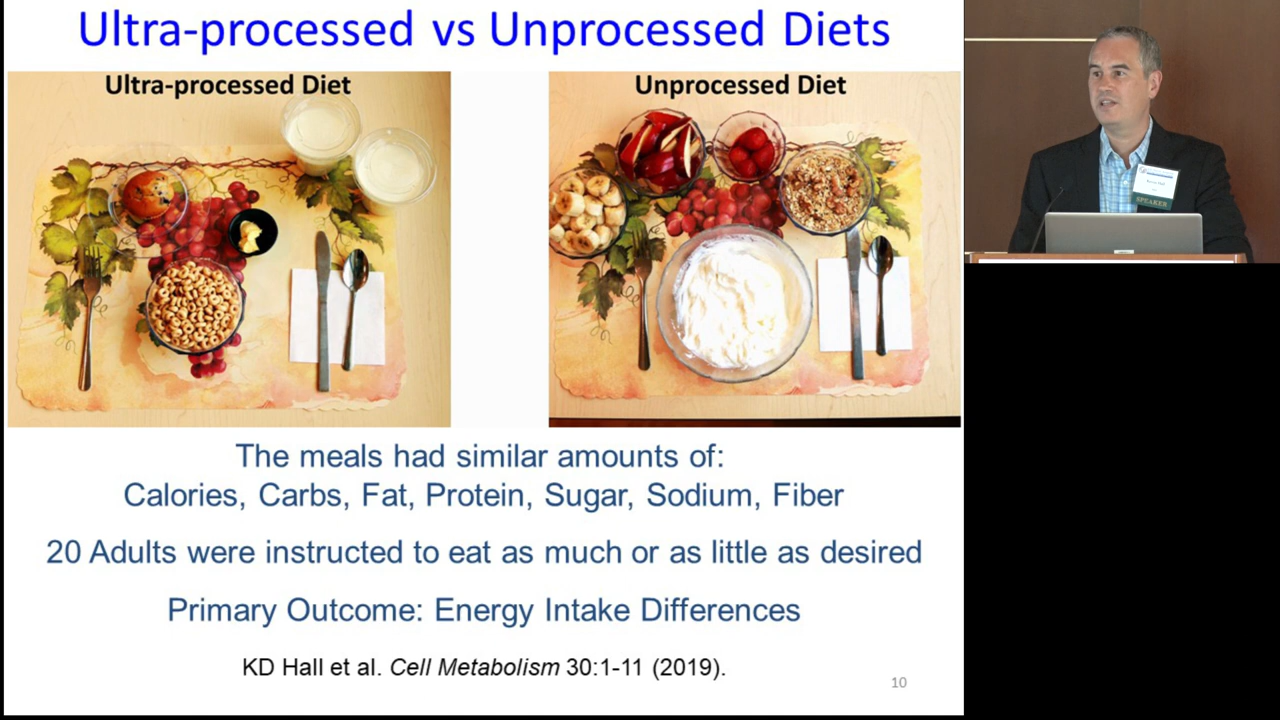 Ultra-processed vs Unprocessed Diets
Ultra-processed Diet
Unprocessed Diet
The meals had similar amounts of:
Calories, Carbs, Fat, Protein, Sugar, Sodium, Fiber
20 Adults were instructed to eat as much or as little as desired
Primary Outcome: Energy Intake Differences
KD Hall et al. Cell Metabolism 30:1-11 (2019).
10
SPEAKER